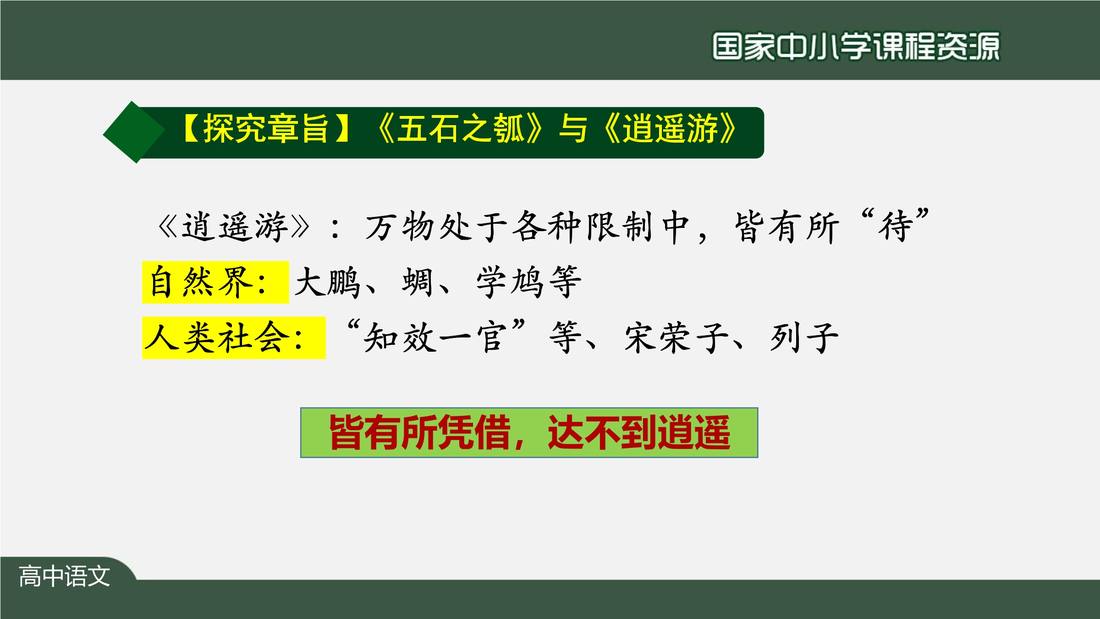 国家中小学课程资源
【探究章旨】《五石之瓠》与《逍遥游》
《逍遥游》：万物处于各种限制中，皆有所“待”
自然界：大鹏、蜩、学鸠等
人类社会：“知效一官”等、宋荣子、列子
皆有所凭借，达不到逍遥
高中语文